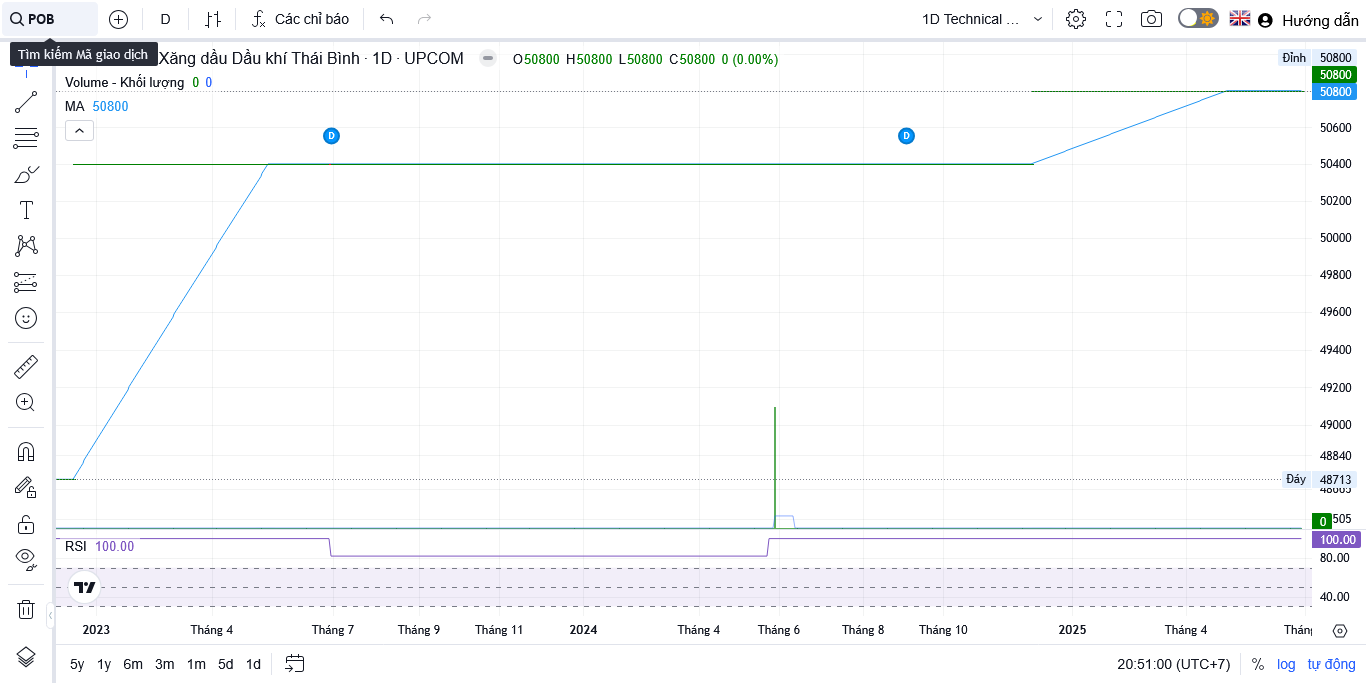 POB
D
Các chỉ báo
1D Technical ...
Hướng dẫn
Tìm kiếm Mã giao dịch
Xăng dầu Dầu khí Thái Bình · 1D · UPCOM
O50800 H50800 L50800 C50800 0 (0.00%)
Volume - Khối lượng 0 0
MA 50800
D
D
Đỉnh 50800
50800
50800
50600
50400
50200
50000
49800
49600
49400
49200
49000
48840
Đáy 48713
0
505
RSI 100.00
100.00
80.00
40.00
2023
Tháng 4
Tháng 7
Tháng 9
Tháng 11
2024
Tháng 4
Tháng 6
Tháng 8
Tháng 10
2025
Tháng 4
5y 1y 6m 3m 1m 5d 1d
20:51:00 (UTC+7)
%
log
tự động